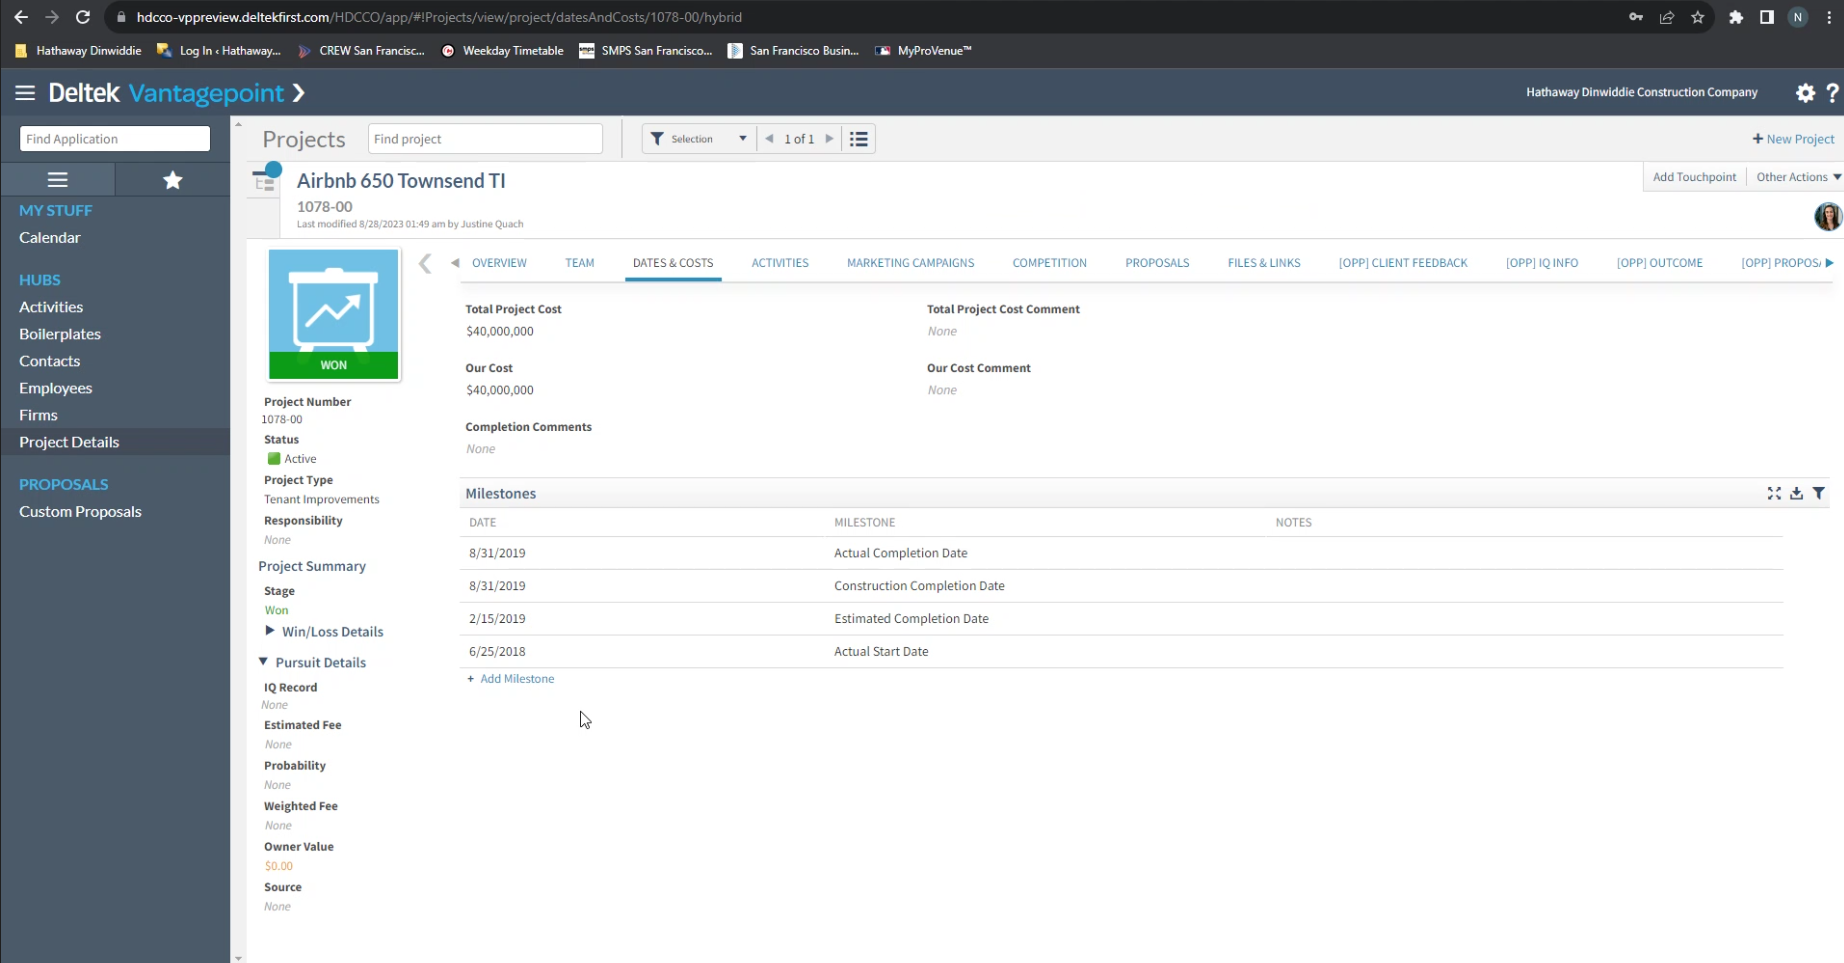 hdcco-vppreview.deltekfirst.com/HDCCO/app/#!Projects/view/project/datesAndCosts/1078-00/hybrid
N
Hathaway Dinwiddie
Log In ‹ Hathaway...
CREW San Francisc...
Weekday Timetable
smps
SMPS San Francisco...
San Francisco Busin...
MyProVenue™
Deltek Vantagepoint
Hathaway Dinwiddie Construction Company
?
Find Application
Projects
Find project
Selection
1 of 1
+ New Project
Airbnb 650 Townsend TI
1078-00
Last modified 8/28/2023 01:49 am by Justine Quach
Add Touchpoint
Other Actions
MY STUFF
Calendar
HUBS
Activities
Boilerplates
Contacts
Employees
Firms
Project Details
PROPOSALS
Custom Proposals
WON
Project Number
1078-00
Status
Active
Project Type
Tenant Improvements
Responsibility
None
Project Summary
Stage
Won
Win/Loss Details
Pursuit Details
IQ Record
None
Estimated Fee
None
Probability
None
Weighted Fee
None
Owner Value
$0.00
Source
None
OVERVIEW
TEAM
DATES & COSTS
ACTIVITIES
MARKETING CAMPAIGNS
COMPETITION
PROPOSALS
FILES & LINKS
[OPP] CLIENT FEEDBACK
[OPP] IQ INFO
[OPP] OUTCOME
[OPP] PROPOS
Total Project Cost
$40,000,000
Total Project Cost Comment
None
Our Cost
$40,000,000
Our Cost Comment
None
Completion Comments
None
Milestones
DATE MILESTONE NOTES
8/31/2019 Actual Completion Date
8/31/2019 Construction Completion Date
2/15/2019 Estimated Completion Date
6/25/2018 Actual Start Date
+ Add Milestone